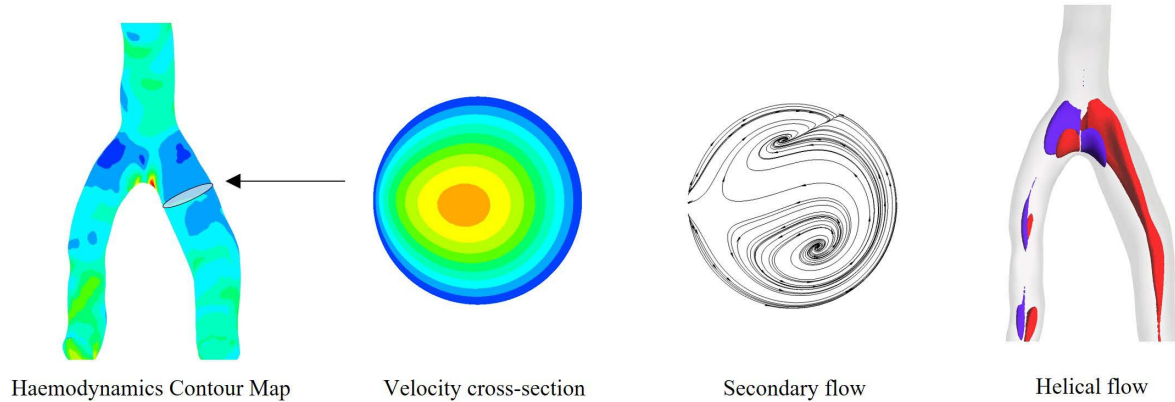 Haemodynamics Contour Map
Velocity cross-section
Secondary flow
Helical flow